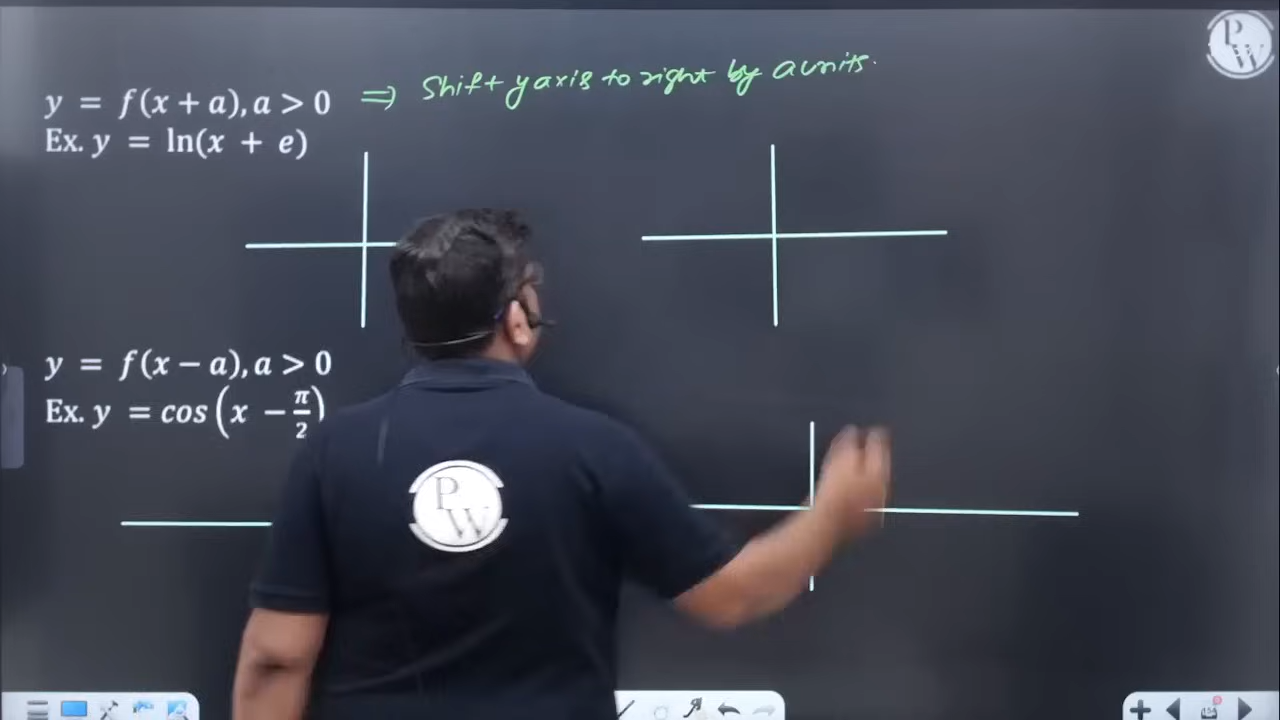 y = f(x + a), a > 0 ⇒ Shift y axis to right by a units.
Ex. y = ln(x + e)
y = f(x − a), a > 0
Ex. y = cos(x − π/2)
PW
PW